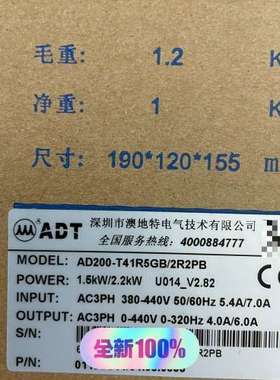 毛重: 1.2 K
净重: 1 K
尺寸: 190*120*155 m
ADT
深圳市澳地特电气技术有限公
全国统一服务热线: 4000884777
MODEL: AD200-T41R5GB/2R2PB
POWER: 1.5kW/2.2kW U014_V2.82
INPUT: AC3PH 380-440V 50/60Hz 5.4A/7.0A
OUTPUT: AC3PH 0-440V 0-320Hz 4.0A/6.0A
S/N:
R2PB
P/N:
全新100%